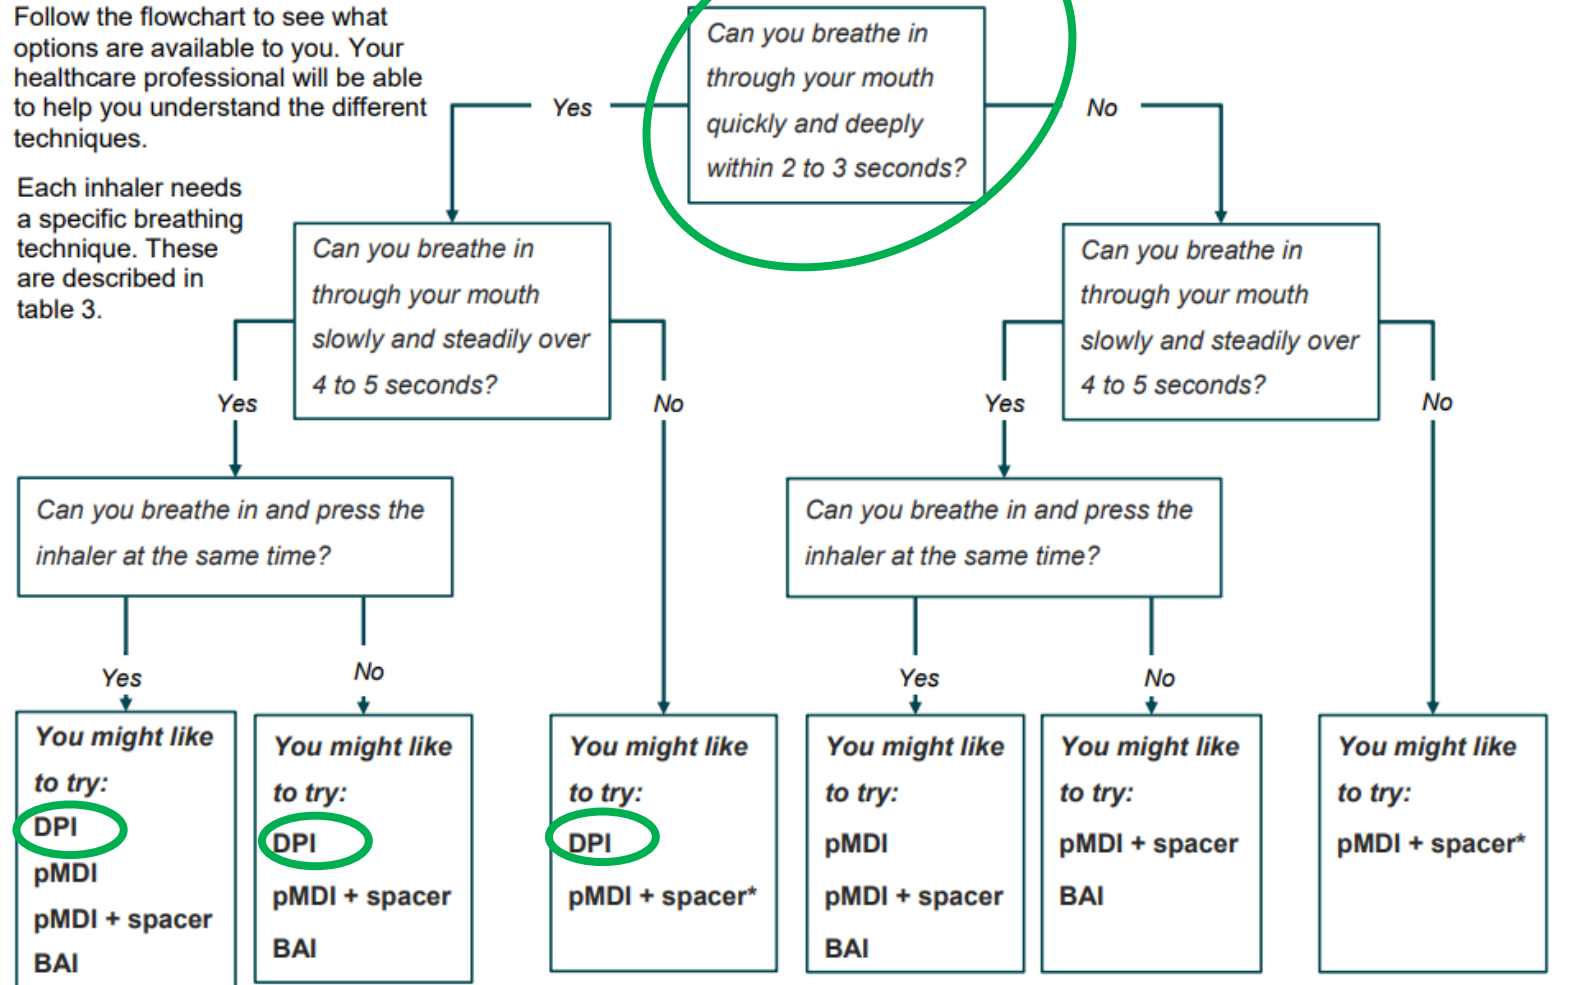 Follow the flowchart to see what
options are available to you. Your
healthcare professional will be able
to help you understand the different
techniques.
Each inhaler needs
a specific breathing
technique. These
are described in
table 3.
Can you breathe in
through your mouth
quickly and deeply
within 2 to 3 seconds?
Yes
No
Can you breathe in
through your mouth
slowly and steadily over
4 to 5 seconds?
Yes
No
Can you breathe in
through your mouth
slowly and steadily over
4 to 5 seconds?
Yes
No
Can you breathe in and press the
inhaler at the same time?
Yes
No
Can you breathe in and press the
inhaler at the same time?
Yes
No
You might like
to try:
DPI
pMDI
pMDI + spacer
BAI
You might like
to try:
DPI
pMDI + spacer
BAI
You might like
to try:
DPI
pMDI + spacer*
You might like
to try:
pMDI
pMDI + spacer
BAI
You might like
to try:
pMDI + spacer
BAI
You might like
to try:
pMDI + spacer*